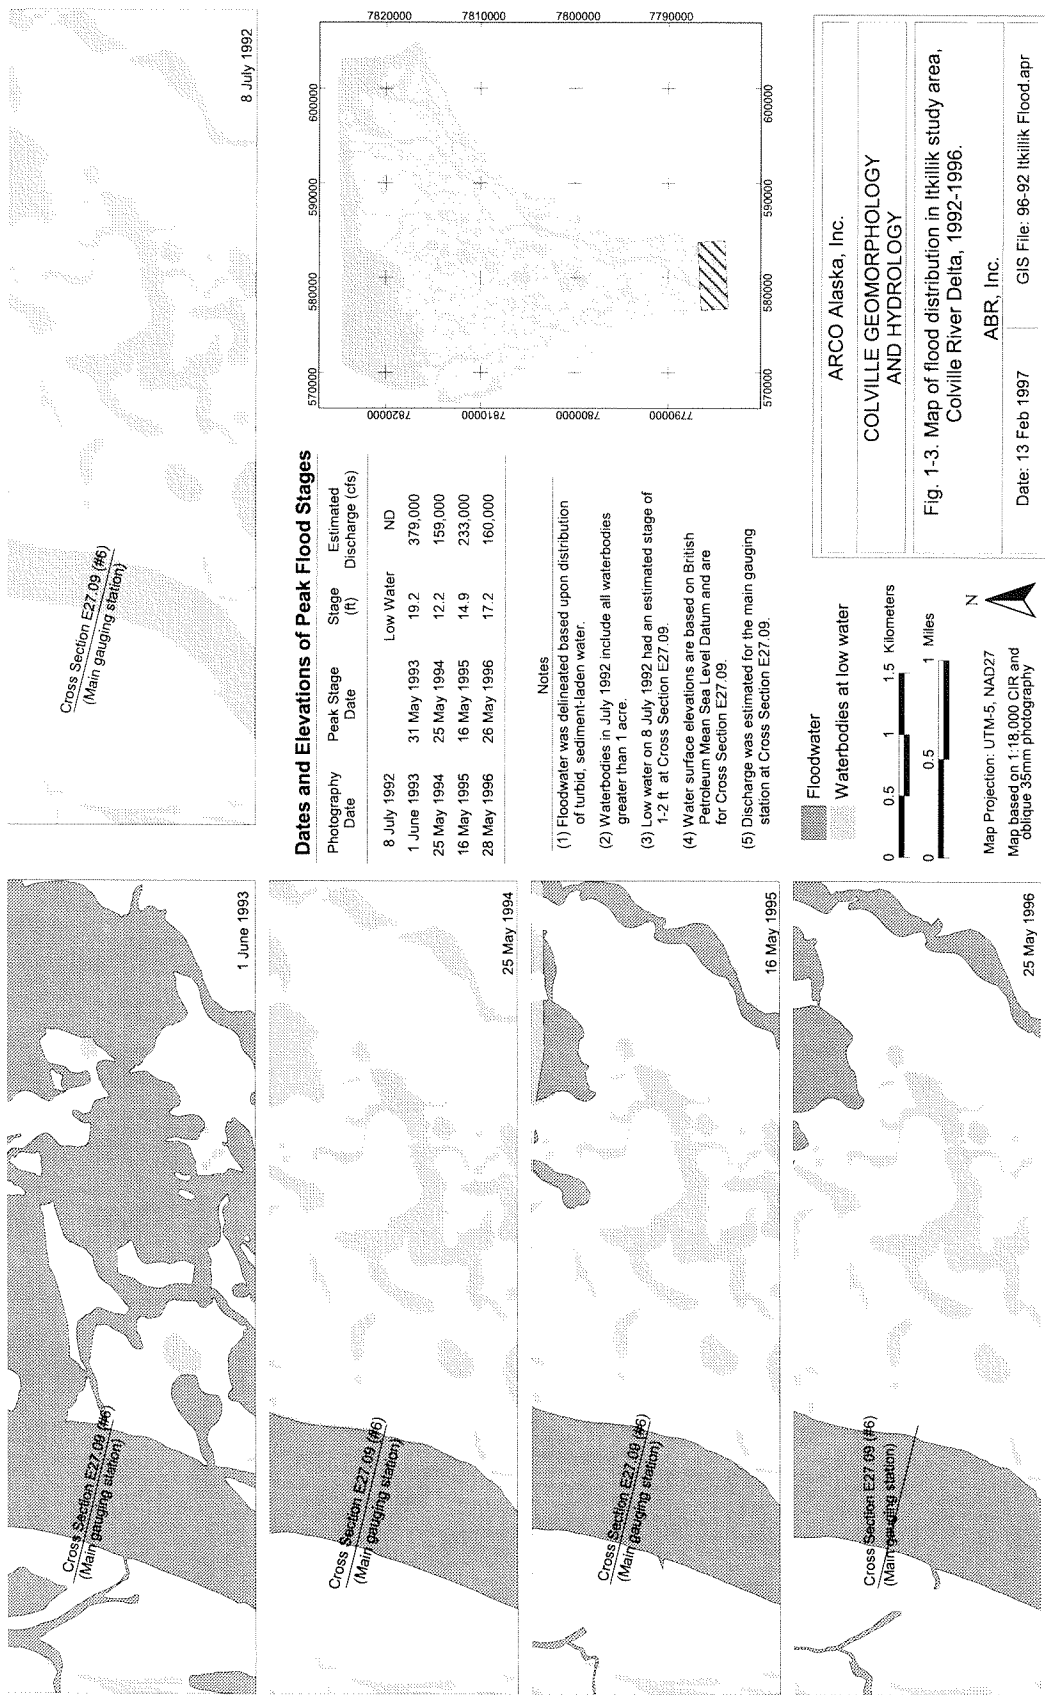 1 June 1993
Cross Section E27.09 (#6)
(Main gauging station)
8 July 1992
Cross Section E27.09 (#6)
(Main gauging station)
25 May 1994
Cross Section E27.09 (#6)
(Main gauging station)
16 May 1995
Cross Section E27.09 (#6)
(Main gauging station)
25 May 1996
Cross Section E27.09 (#6)
(Main gauging station)
Dates and Elevations of Peak Flood Stages
Photography Date Peak Stage Date Stage (ft) Estimated Discharge (cfs)
8 July 1992 Low Water ND
1 June 1993 31 May 1993 19.2 379,000
25 May 1994 25 May 1994 12.2 159,000
16 May 1995 16 May 1995 14.9 233,000
28 May 1996 26 May 1996 17.2 160,000
Notes
(1) Floodwater was delineated based upon distribution
of turbid, sediment-laden water.
(2) Waterbodies in July 1992 include all waterbodies
greater than 1 acre.
(3) Low water on 8 July 1992 had an estimated stage of
1-2 ft at Cross Section E27.09.
(4) Water surface elevations are based on British
Petroleum Mean Sea Level Datum and are
for Cross Section E27.09.
(5) Discharge was estimated for the main gauging
station at Cross Section E27.09.
570000 580000 590000 600000
7820000 7820000
7810000 7810000
7800000 7800000
7790000 7790000
570000 580000 590000 600000
Floodwater
Waterbodies at low water
0 0.5 1 1.5 Kilometers
0 0.5 1 Miles
N
Map Projection: UTM-5, NAD27
Map based on 1:18,000 CIR and
oblique 35mm photography
ARCO Alaska, Inc.
COLVILLE GEOMORPHOLOGY
AND HYDROLOGY
Fig. 1-3. Map of flood distribution in Itkillik study area,
Colville River Delta, 1992-1996.
ABR, Inc.
Date: 13 Feb 1997 GIS File: 96-92 Itkillik Flood.apr